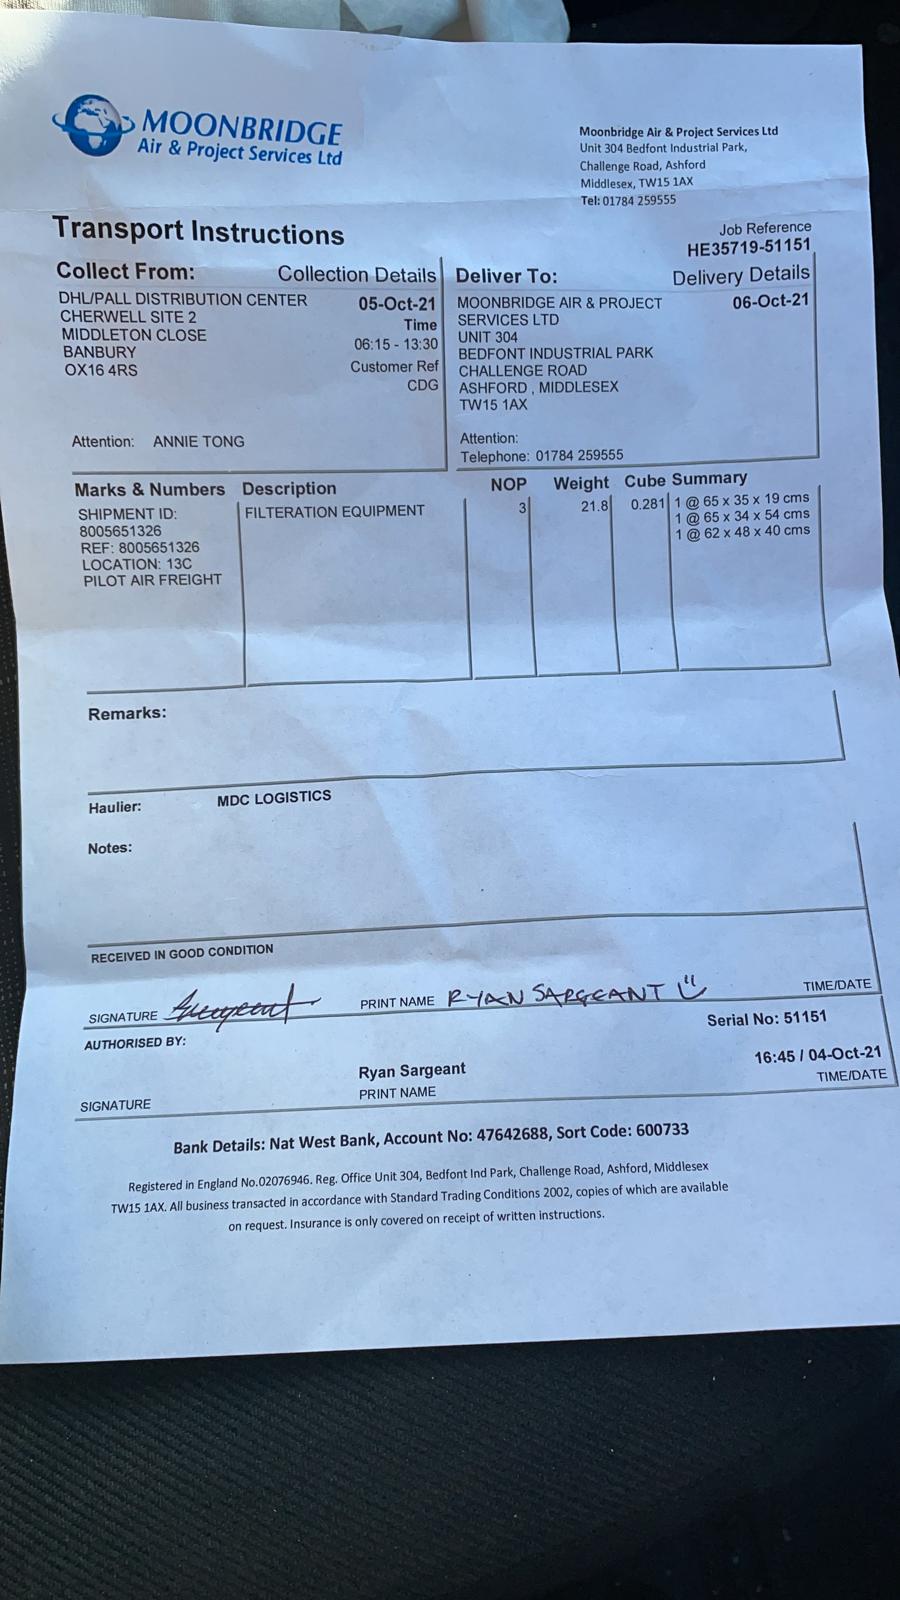 MOONBRIDGE
Air & Project Services Ltd
Moonbridge Air & Project Services Ltd
Unit 304 Bedfont Industrial Park,
Challenge Road, Ashford
Middlesex, TW15 1AX
Tel: 01784 259555
Transport Instructions
Job Reference
HE35719-51151
Collect From: Collection Details
DHL/PALL DISTRIBUTION CENTER
CHERWELL SITE 2
MIDDLETON CLOSE
BANBURY
OX16 4RS
05-Oct-21
Time
06:15 - 13:30
Customer Ref
CDG
Attention: ANNIE TONG
Deliver To: Delivery Details
MOONBRIDGE AIR & PROJECT
SERVICES LTD
UNIT 304
BEDFONT INDUSTRIAL PARK
CHALLENGE ROAD
ASHFORD , MIDDLESEX
TW15 1AX
06-Oct-21
Attention:
Telephone: 01784 259555
Marks & Numbers Description NOP Weight Cube Summary
SHIPMENT ID:
8005651326
REF: 8005651326
LOCATION: 13C
PILOT AIR FREIGHT
FILTERATION EQUIPMENT
3
21.8
0.281
1 @ 65 x 35 x 19 cms
1 @ 65 x 34 x 54 cms
1 @ 62 x 48 x 40 cms
Remarks:
Haulier: MDC LOGISTICS
Notes:
RECEIVED IN GOOD CONDITION
SIGNATURE Sargeant PRINT NAME RYAN SARGEANT TIME/DATE
AUTHORISED BY:
Serial No: 51151
Ryan Sargeant 16:45 / 04-Oct-21
SIGNATURE PRINT NAME TIME/DATE
Bank Details: Nat West Bank, Account No: 47642688, Sort Code: 600733
Registered in England No.02076946. Reg. Office Unit 304, Bedfont Ind Park, Challenge Road, Ashford, Middlesex
TW15 1AX. All business transacted in accordance with Standard Trading Conditions 2002, copies of which are available
on request. Insurance is only covered on receipt of written instructions.